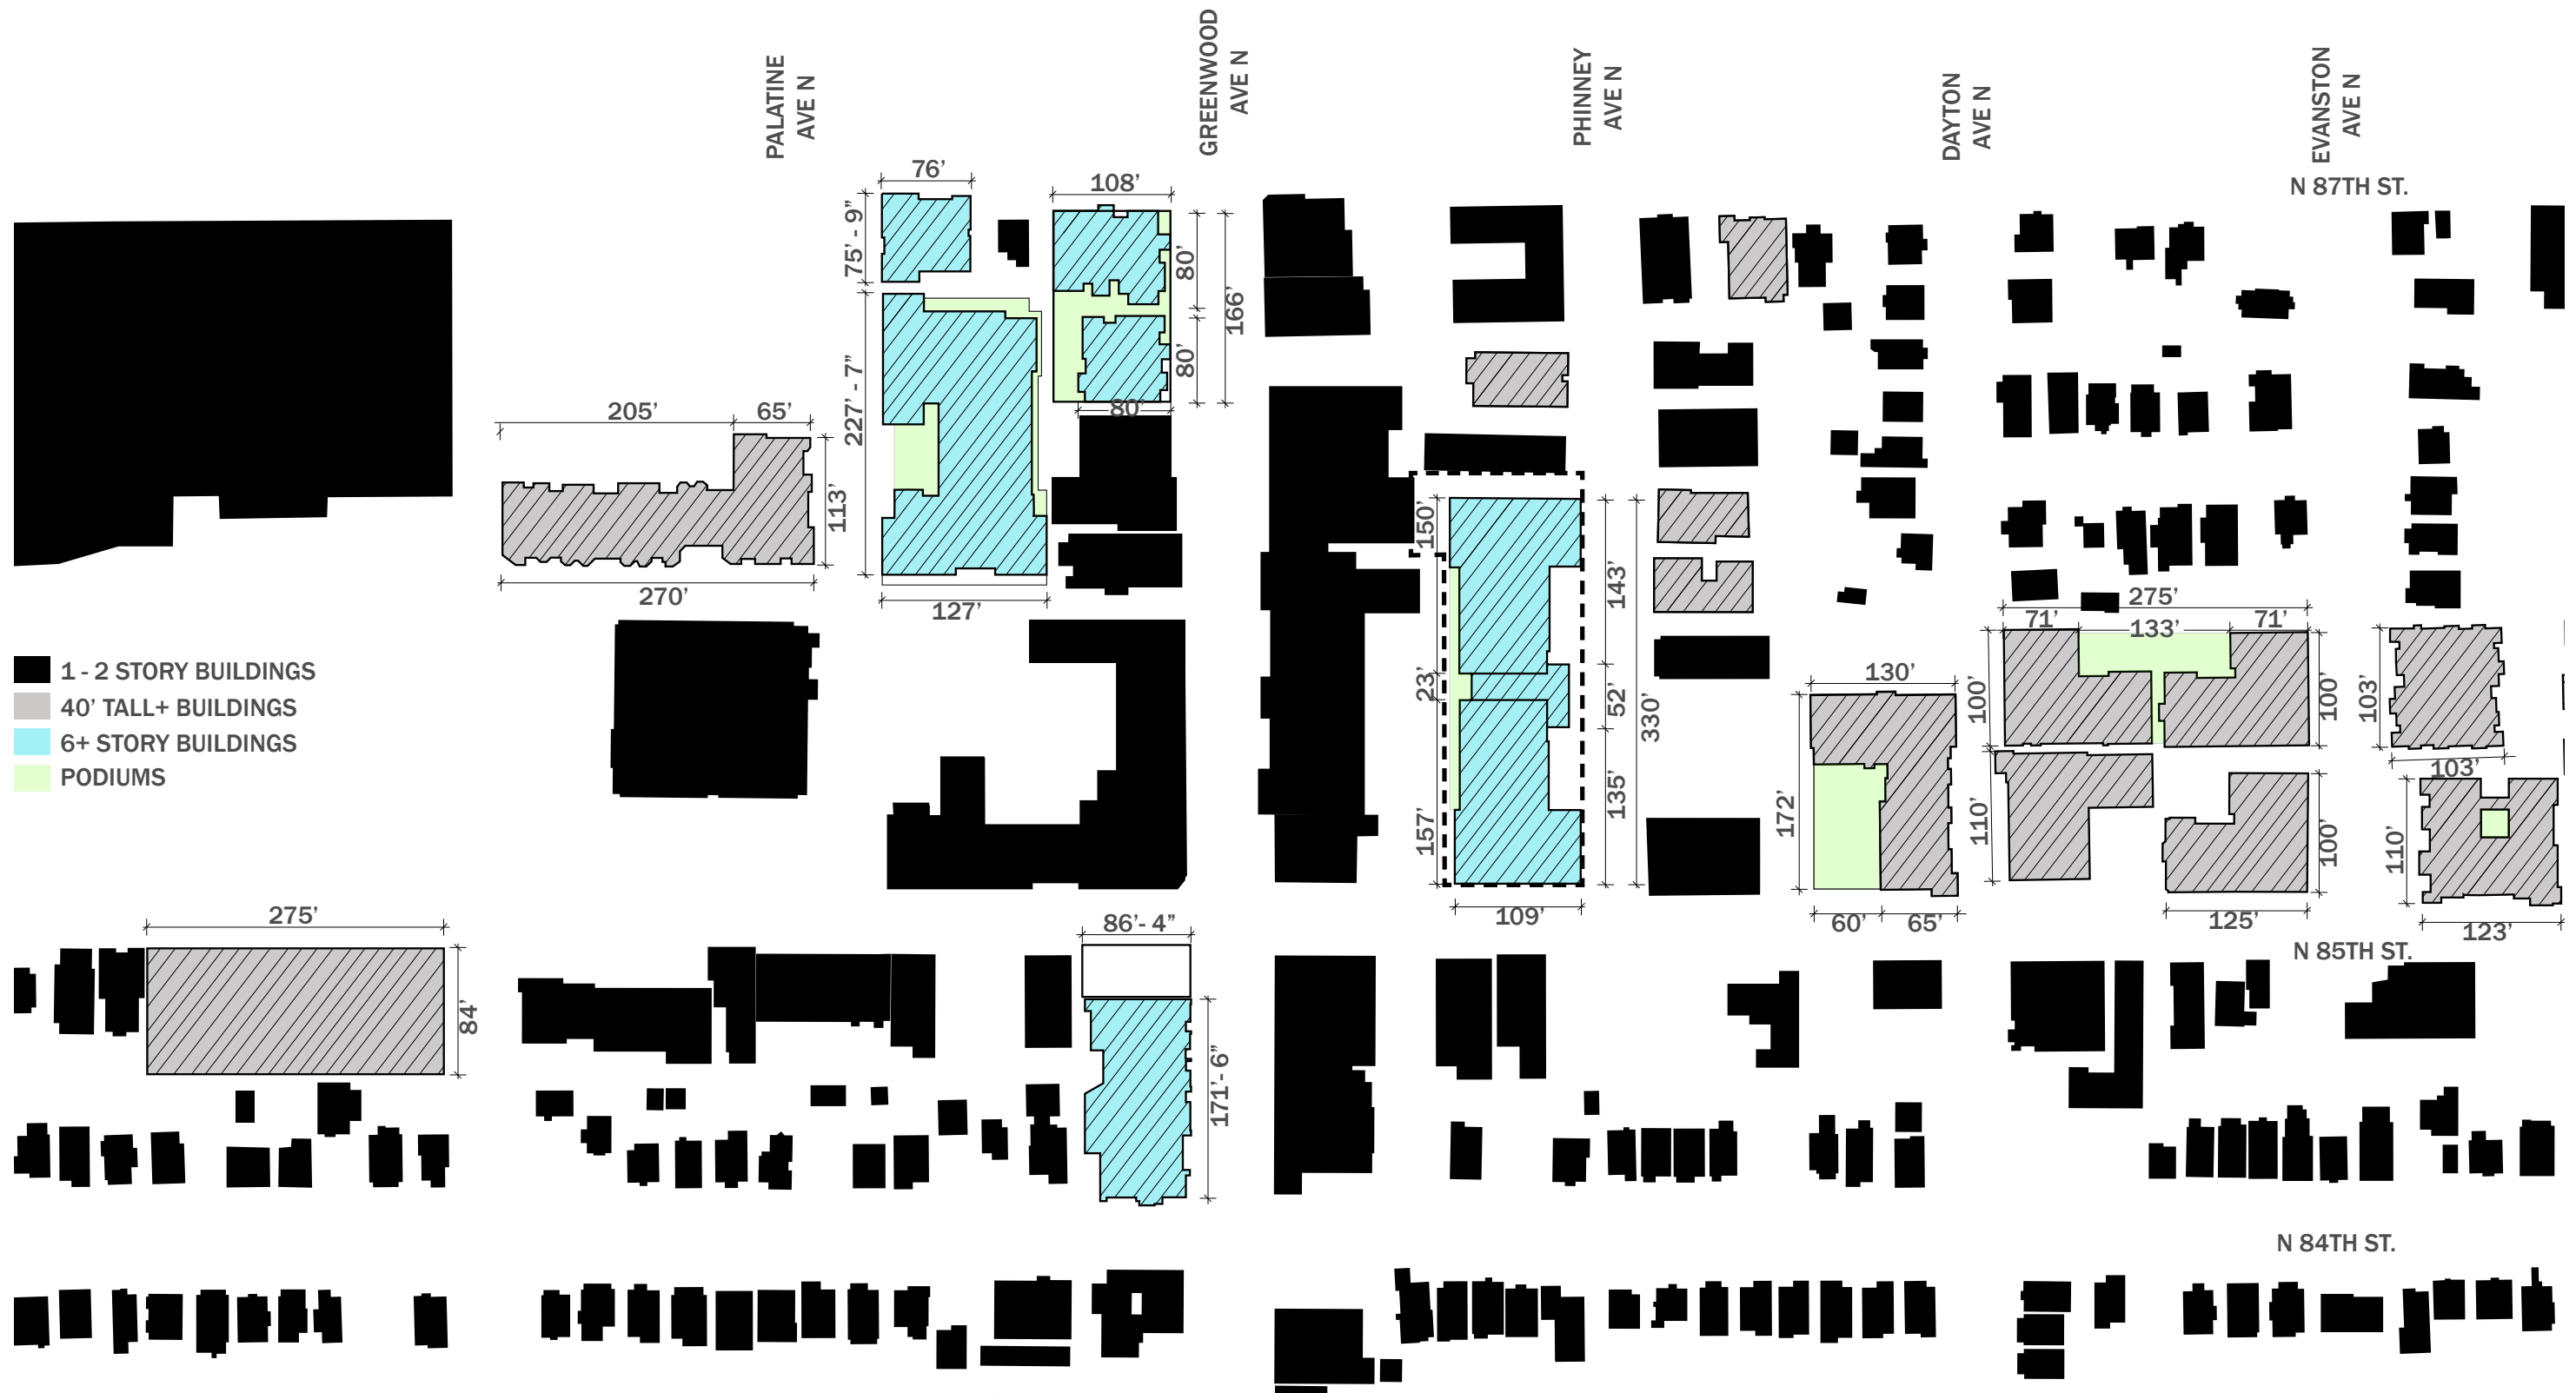 PALATINE
AVE N
GREENWOOD
AVE N
PHINNEY
AVE N
DAYTON
AVE N
EVANSTON
AVE N
N 87TH ST.
76’
108’
75’ - 9”
80’
166’
80’
80’
227’ - 7”
205’
65’
113’
270’
127’
150’
23’
157’
143’
52’
135’
330’
109’
275’
71’
133’
71’
100’
100’
110’
100’
125’
130’
172’
60’
65’
103’
103’
110’
123’
1 - 2 STORY BUILDINGS
40’ TALL+ BUILDINGS
6+ STORY BUILDINGS
PODIUMS
275’
84’
86’- 4”
171’- 6”
N 85TH ST.
N 84TH ST.